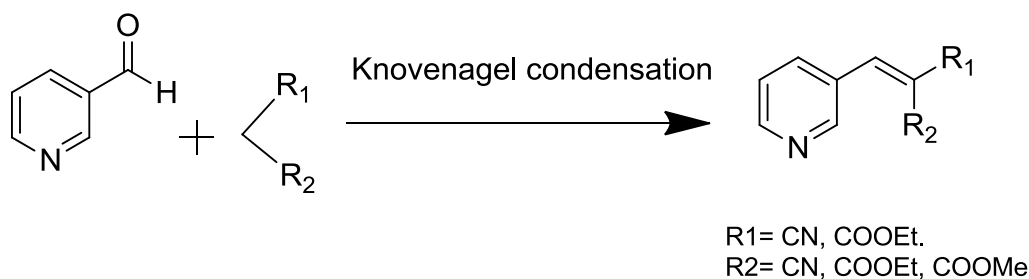 O
H
N
+
R1
R2
Knovenagel condensation
R1
R2
N
R1= CN, COOEt.
R2= CN, COOEt, COOMe